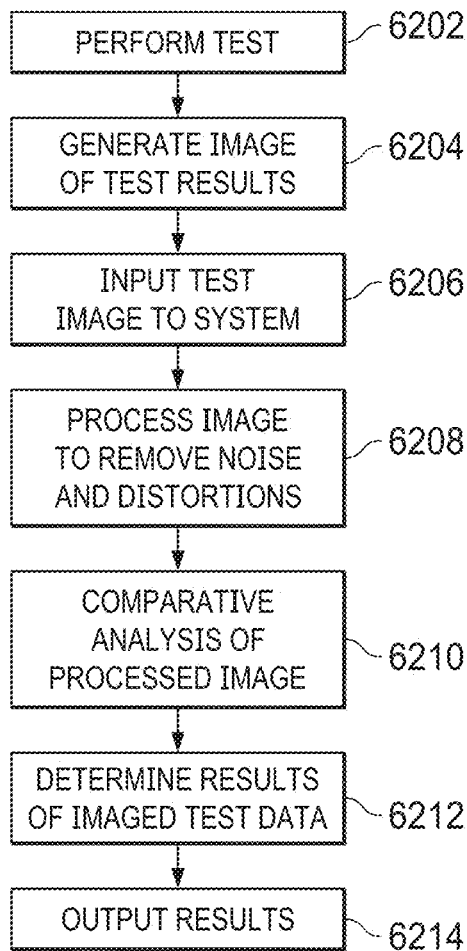 PERFORM TEST
6202
GENERATE IMAGE
OF TEST RESULTS
6204
INPUT TEST
IMAGE TO SYSTEM
6206
PROCESS IMAGE
TO REMOVE NOISE
AND DISTORTIONS
6208
COMPARATIVE
ANALYSIS OF
PROCESSED IMAGE
6210
DETERMINE RESULTS
OF IMAGED TEST DATA
6212
OUTPUT RESULTS
6214